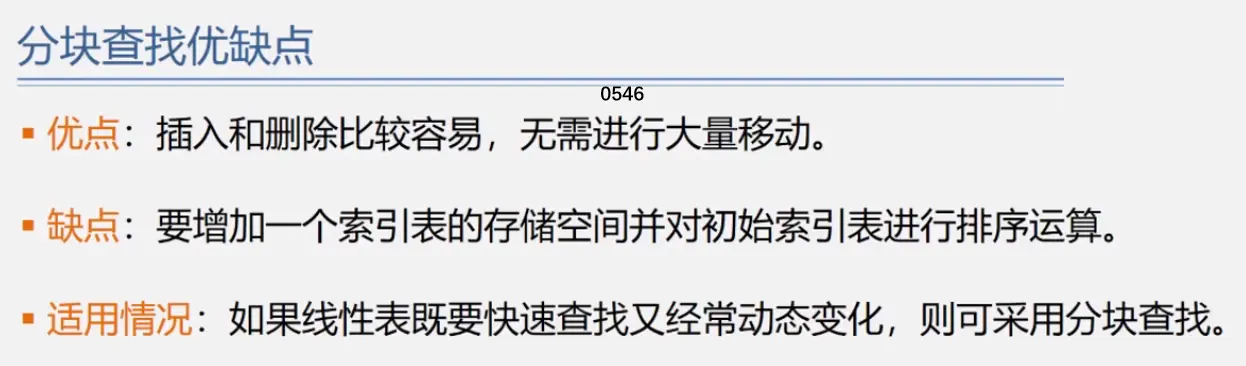 分块查找优缺点
0546
▪ 优点：插入和删除比较容易，无需进行大量移动。
▪ 缺点：要增加一个索引表的存储空间并对初始索引表进行排序运算。
▪ 适用情况：如果线性表既要快速查找又经常动态变化，则可采用分块查找。